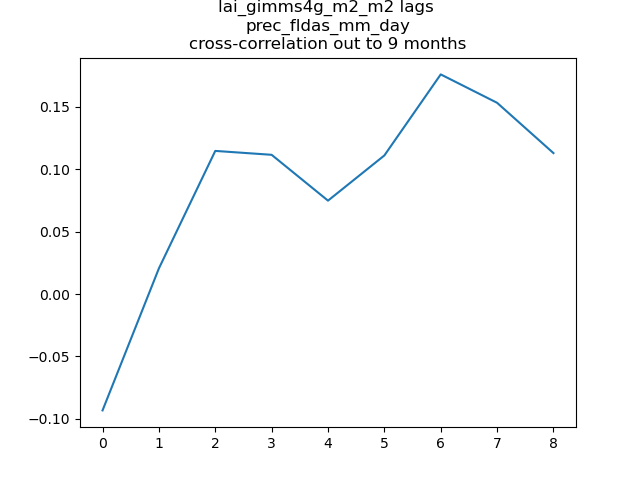 lai_gimms4g_m2_m2 lags
prec_fldas_mm_day
cross-correlation out to 9 months
0.15
0.10
0.05
0.00
−0.05
−0.10
0 1 2 3 4 5 6 7 8